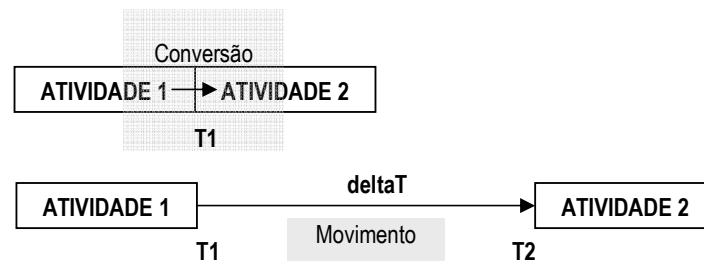 Conversão
ATIVIDADE 1 ATIVIDADE 2
T1
deltaT
ATIVIDADE 1 ATIVIDADE 2
Movimento
T1 T2